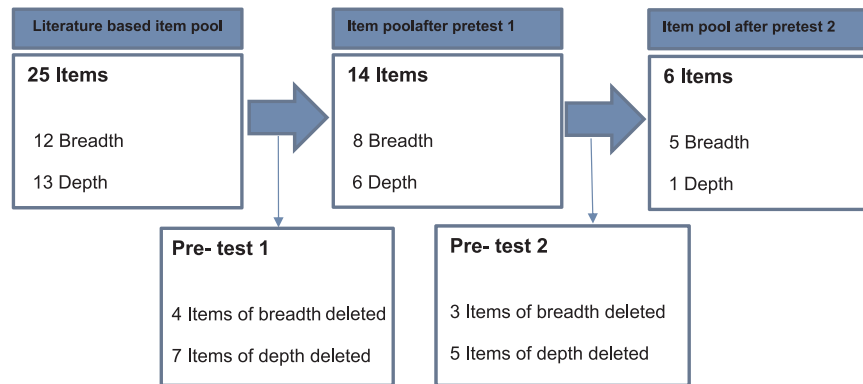 Literature based item pool
25 Items
12 Breadth
13 Depth
Item poolafter pretest 1
14 Items
8 Breadth
6 Depth
Item pool after pretest 2
6 Items
5 Breadth
1 Depth
Pre- test 1
4 Items of breadth deleted
7 Items of depth deleted
Pre- test 2
3 Items of breadth deleted
5 Items of depth deleted